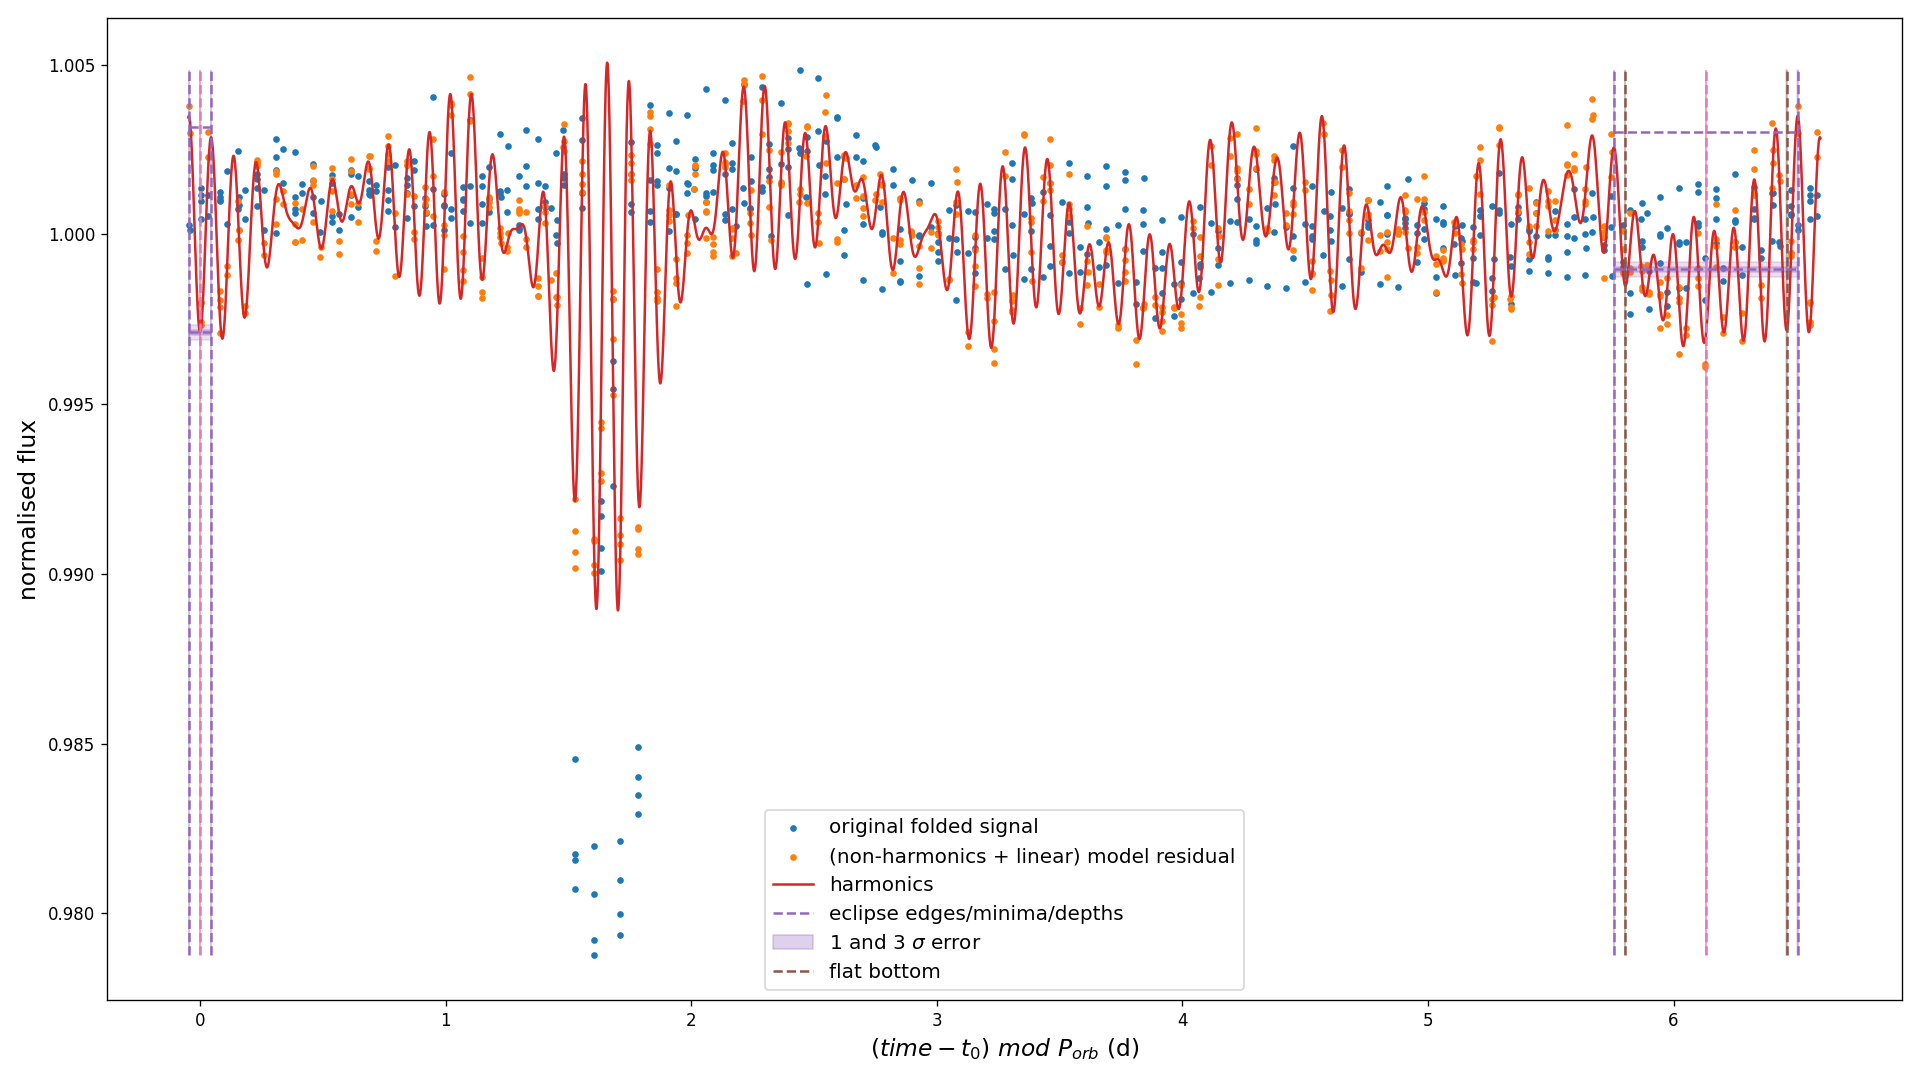 1.005
1.000
0.995
0.990
0.985
0.980
normalised flux
original folded signal
(non-harmonics + linear) model residual
harmonics
eclipse edges/minima/depths
1 and 3 σ error
flat bottom
0 1 2 3 4 5 6
(time − t₀) mod Pₒᵣb (d)